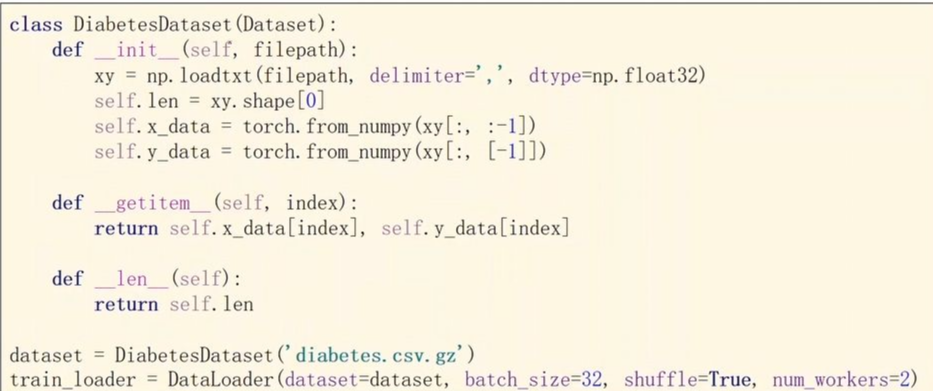 class DiabetesDataset(Dataset):
    def __init__(self, filepath):
        xy = np.loadtxt(filepath, delimiter=',', dtype=np.float32)
        self.len = xy.shape[0]
        self.x_data = torch.from_numpy(xy[:, :-1])
        self.y_data = torch.from_numpy(xy[:, [-1]])

    def __getitem__(self, index):
        return self.x_data[index], self.y_data[index]

    def __len__(self):
        return self.len

dataset = DiabetesDataset('diabetes.csv.gz')
train_loader = DataLoader(dataset=dataset, batch_size=32, shuffle=True, num_workers=2)